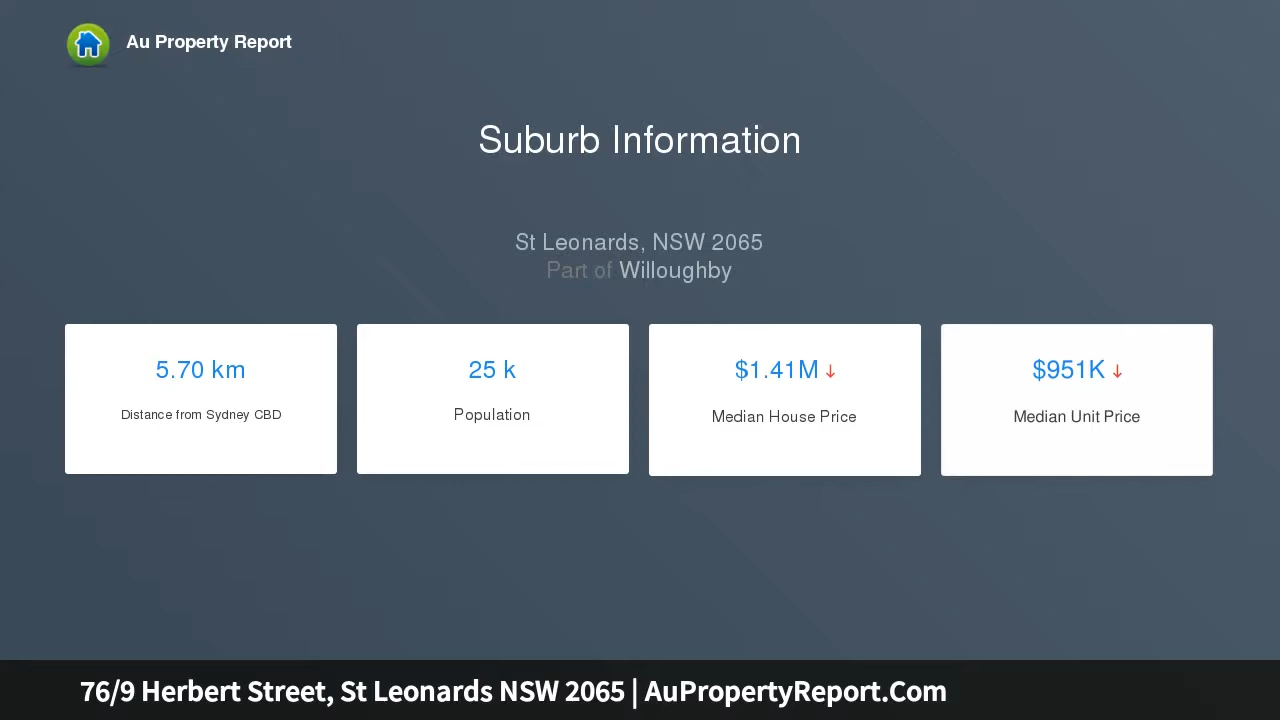 Au Property Report
Suburb Information
St Leonards, NSW 2065
Part of Willoughby
5.70 km
Distance from Sydney CBD
25 k
Population
$1.41M ↓
Median House Price
$951K ↓
Median Unit Price
76/9 Herbert Street, St Leonards NSW 2065 | AuPropertyReport.Com